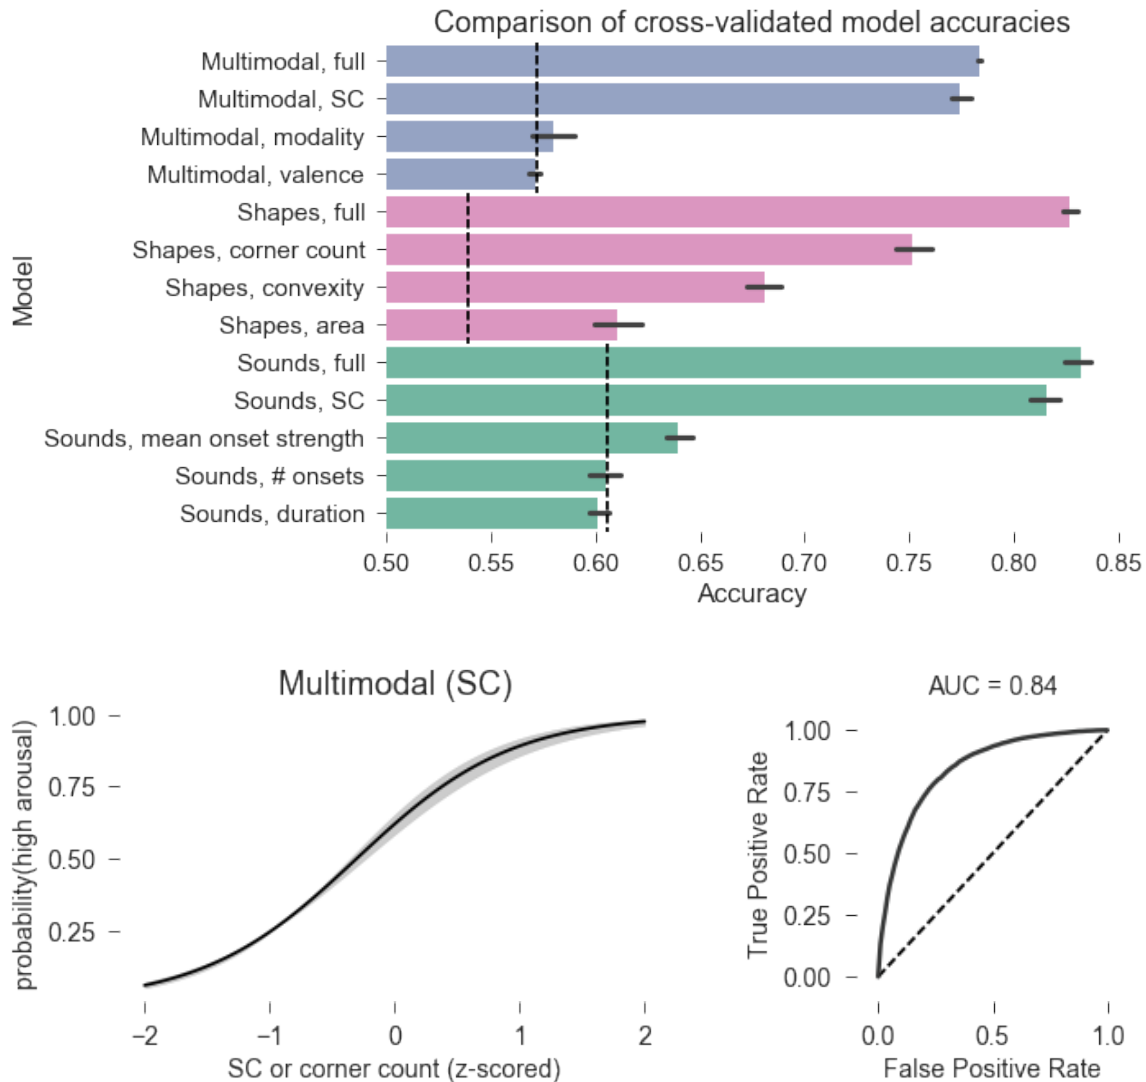 Comparison of cross-validated model accuracies
Model
Multimodal, full
Multimodal, SC
Multimodal, modality
Multimodal, valence
Shapes, full
Shapes, corner count
Shapes, convexity
Shapes, area
Sounds, full
Sounds, SC
Sounds, mean onset strength
Sounds, # onsets
Sounds, duration
0.50 0.55 0.60 0.65 0.70 0.75 0.80 0.85
Accuracy
Multimodal (SC)
probability(high arousal)
1.00
0.75
0.50
0.25
−2 −1 0 1 2
SC or corner count (z-scored)
AUC = 0.84
True Positive Rate
1.00
0.75
0.50
0.25
0.00
0.0 0.5 1.0
False Positive Rate